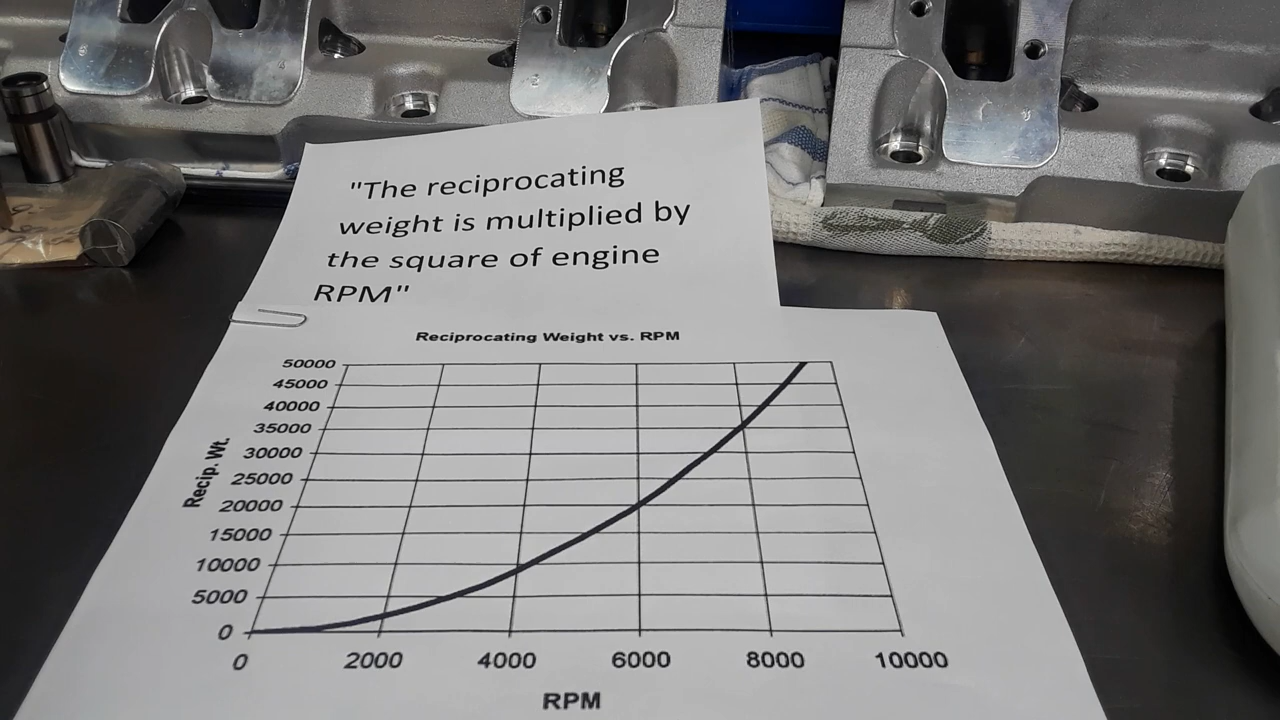 "The reciprocating
weight is multiplied by
the square of engine
RPM"
Reciprocating Weight vs. RPM
50000
45000
40000
35000
30000
25000
20000
15000
10000
5000
0
Recip. Wt.
0 2000 4000 6000 8000 10000
RPM